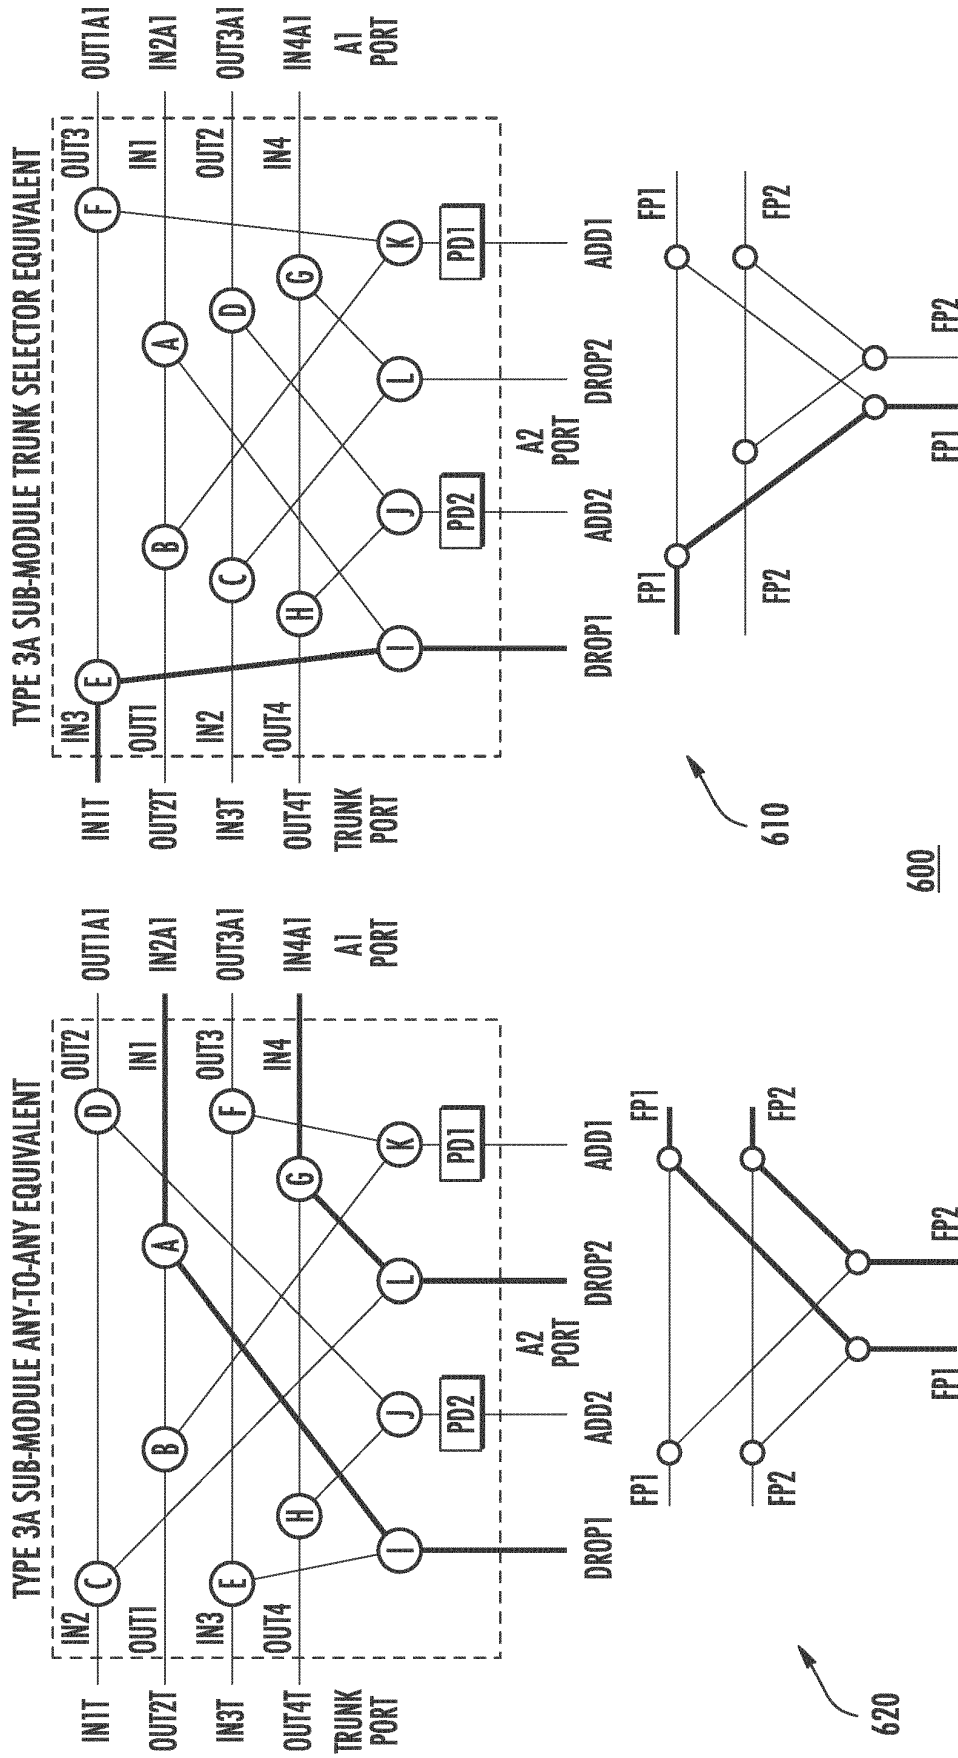 TYPE 3A SUB-MODULE ANY-TO-ANY EQUIVALENT
IN1T
IN2
C
D
OUT2
OUT1A1
OUT2T
OUT1
B
A
IN1
IN2A1
IN3T
IN3
E
F
OUT3
OUT3A1
OUT4T
OUT4
H
G
IN4
IN4A1
TRUNK
PORT
A1
PORT
I
J
L
K
PD2
PD1
DROP1
ADD2
A2
PORT
DROP2
ADD1
FP1
FP1
FP2
FP2
FP1
FP2
620
TYPE 3A SUB-MODULE TRUNK SELECTOR EQUIVALENT
IN1T
IN3
E
F
OUT3
OUT1A1
OUT2T
OUT1
B
A
IN1
IN2A1
IN3T
IN2
C
D
OUT2
OUT3A1
OUT4T
OUT4
H
G
IN4
IN4A1
TRUNK
PORT
A1
PORT
I
J
L
K
PD2
PD1
DROP1
ADD2
A2
PORT
DROP2
ADD1
FP1
FP1
FP2
FP2
FP1
FP2
610
600